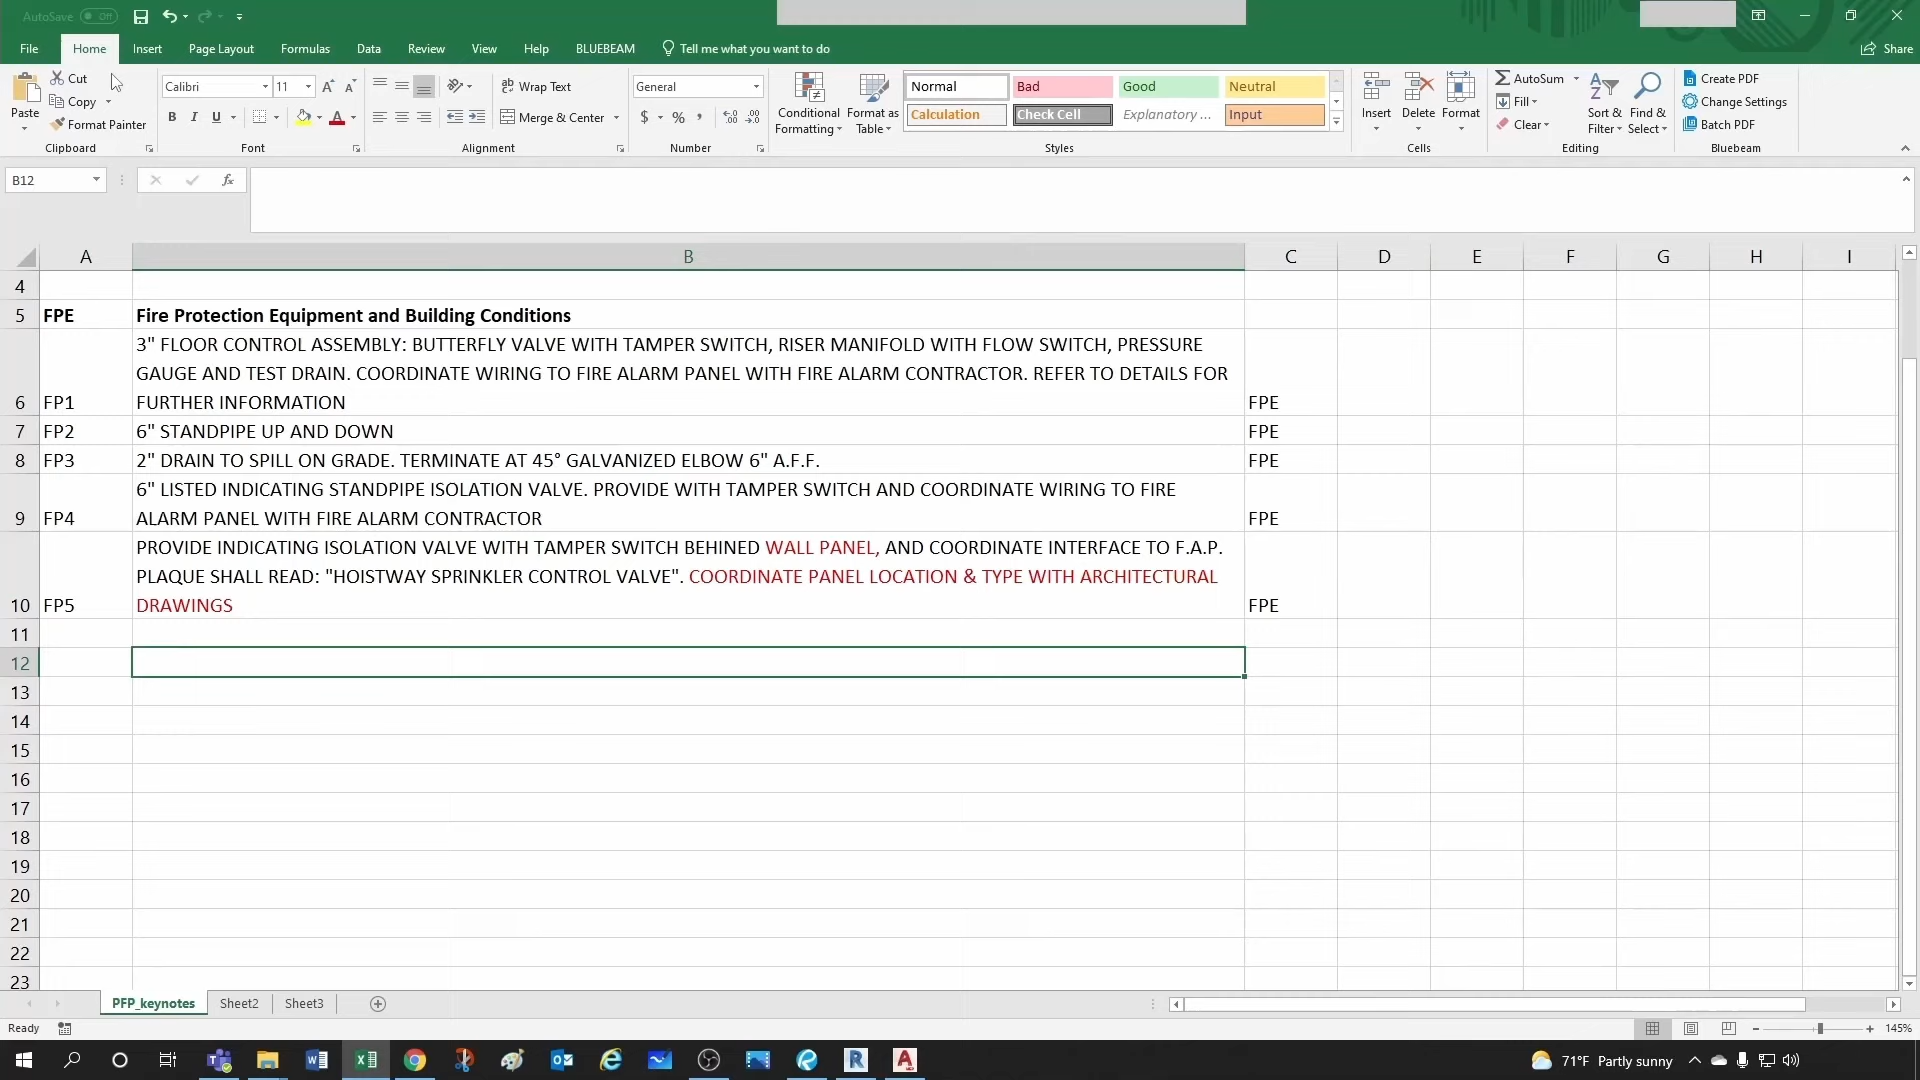 AutoSave Off
File Home Insert Page Layout Formulas Data Review View Help BLUEBEAM Tell me what you want to do Share
Paste
Cut
Copy
Format Painter
Clipboard
Calibri 11
B I U
Font
Wrap Text
Merge & Center
Alignment
General
$ %
Number
Conditional Formatting
Format as Table
Normal Bad Good Neutral
Calculation Check Cell Explanatory ... Input
Styles
Insert Delete Format
Cells
AutoSum
Fill
Clear
Sort & Filter
Find & Select
Editing
Create PDF
Change Settings
Batch PDF
Bluebeam
B12 fx
A B C D E F G H I
4
5 FPE Fire Protection Equipment and Building Conditions
3" FLOOR CONTROL ASSEMBLY: BUTTERFLY VALVE WITH TAMPER SWITCH, RISER MANIFOLD WITH FLOW SWITCH, PRESSURE
GAUGE AND TEST DRAIN. COORDINATE WIRING TO FIRE ALARM PANEL WITH FIRE ALARM CONTRACTOR. REFER TO DETAILS FOR
6 FP1 FURTHER INFORMATION FPE
7 FP2 6" STANDPIPE UP AND DOWN FPE
8 FP3 2" DRAIN TO SPILL ON GRADE. TERMINATE AT 45° GALVANIZED ELBOW 6" A.F.F. FPE
6" LISTED INDICATING STANDPIPE ISOLATION VALVE. PROVIDE WITH TAMPER SWITCH AND COORDINATE WIRING TO FIRE
9 FP4 ALARM PANEL WITH FIRE ALARM CONTRACTOR FPE
PROVIDE INDICATING ISOLATION VALVE WITH TAMPER SWITCH BEHINED WALL PANEL, AND COORDINATE INTERFACE TO F.A.P.
PLAQUE SHALL READ: "HOISTWAY SPRINKLER CONTROL VALVE". COORDINATE PANEL LOCATION & TYPE WITH ARCHITECTURAL
10 FP5 DRAWINGS FPE
11
12
13
14
15
16
17
18
19
20
21
22
23
PFP_keynotes Sheet2 Sheet3
Ready 145%
71°F Partly sunny